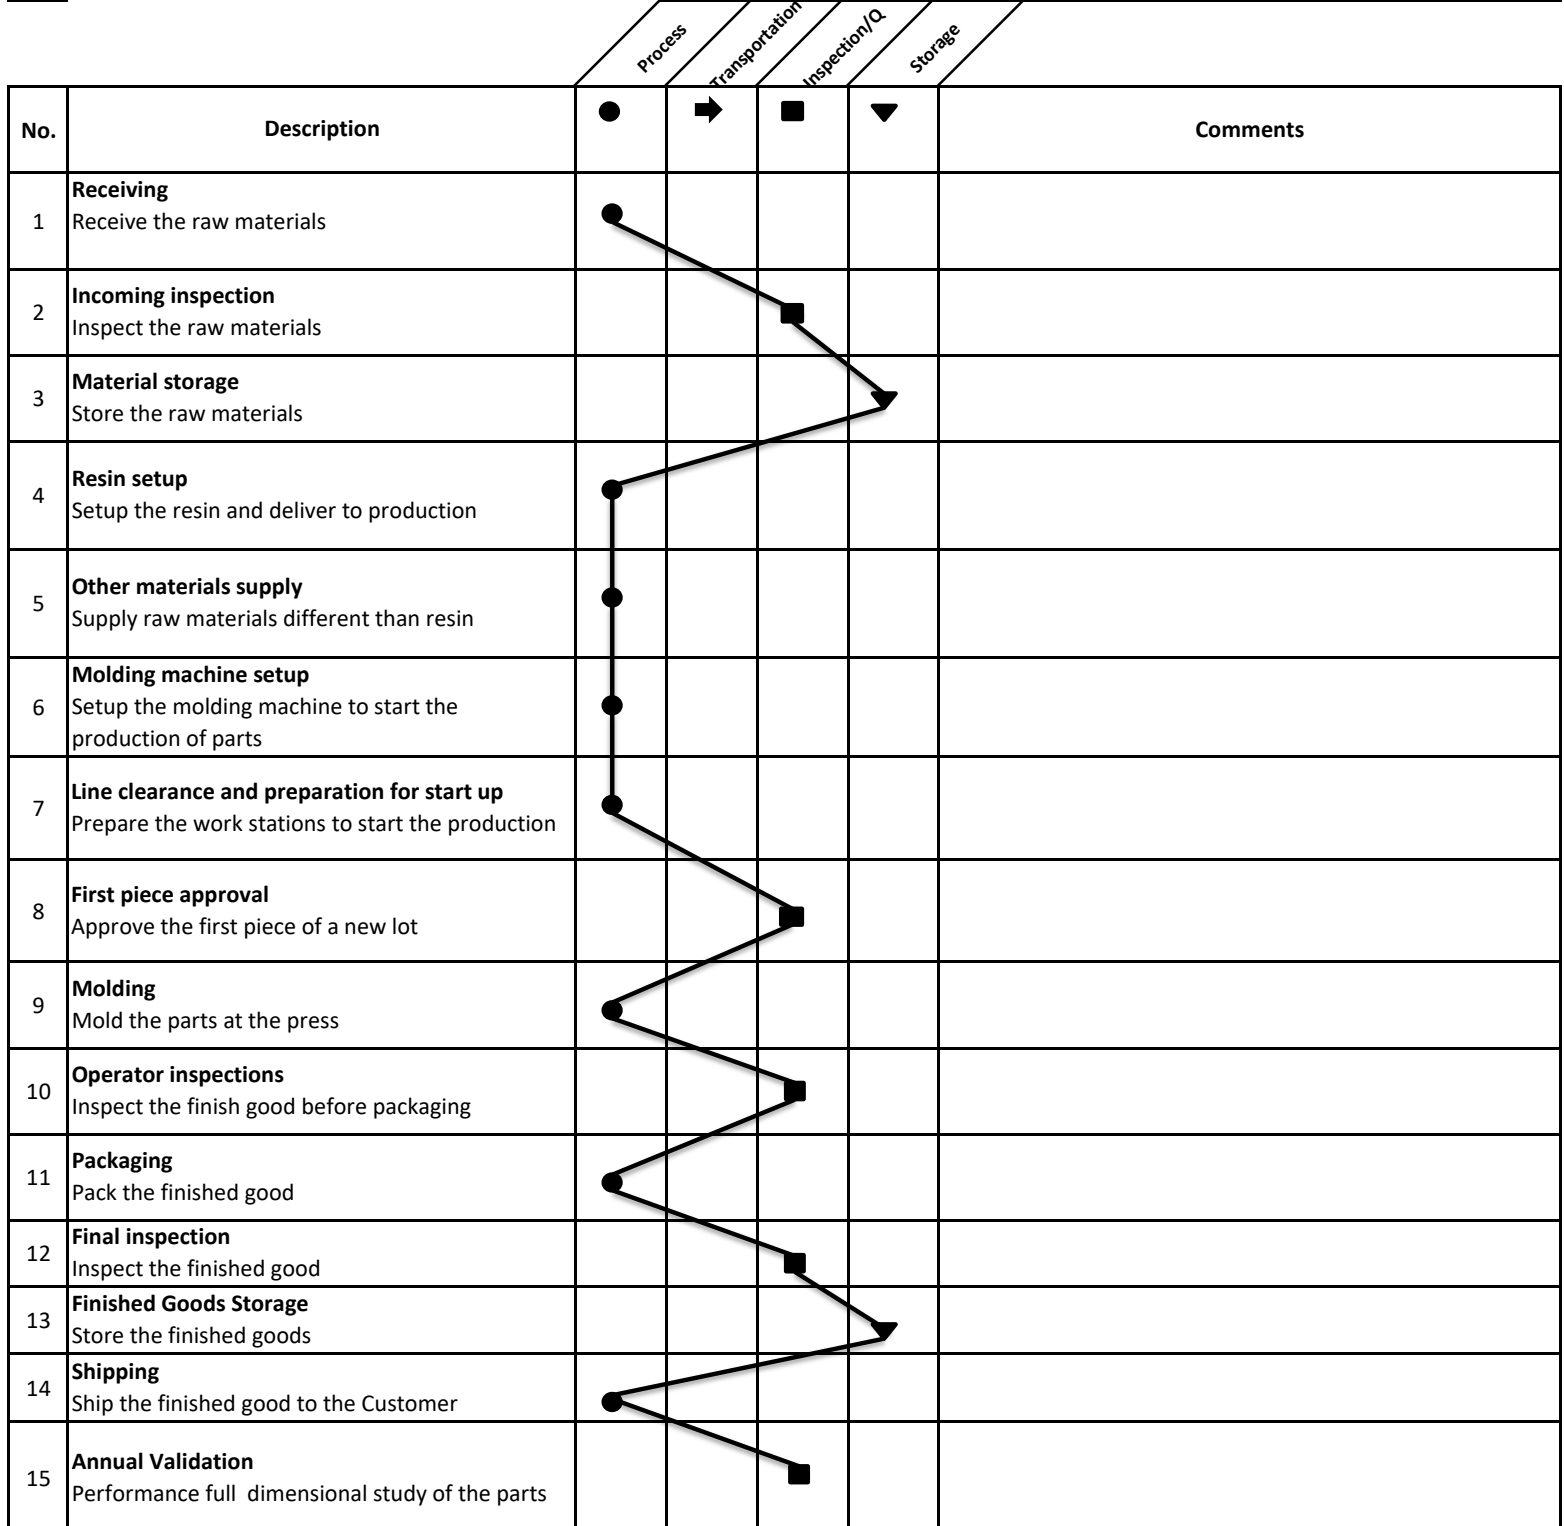 Process
Transportation
Inspection/Q
Storage
No.
Description
Comments
1
Receiving
Receive the raw materials
2
Incoming inspection
Inspect the raw materials
3
Material storage
Store the raw materials
4
Resin setup
Setup the resin and deliver to production
5
Other materials supply
Supply raw materials different than resin
6
Molding machine setup
Setup the molding machine to start the
production of parts
7
Line clearance and preparation for start up
Prepare the work stations to start the production
8
First piece approval
Approve the first piece of a new lot
9
Molding
Mold the parts at the press
10
Operator inspections
Inspect the finish good before packaging
11
Packaging
Pack the finished good
12
Final inspection
Inspect the finished good
13
Finished Goods Storage
Store the finished goods
14
Shipping
Ship the finished good to the Customer
15
Annual Validation
Performance full  dimensional study of the parts